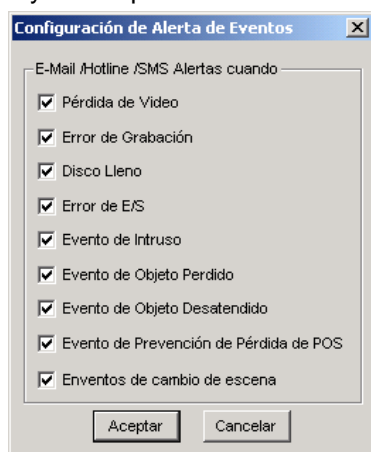 Configuración de Alerta de Eventos
E-Mail /Hotline /SMS Alertas cuando
Pérdida de Video
Error de Grabación
Disco Lleno
Error de E/S
Evento de Intruso
Evento de Objeto Perdido
Evento de Objeto Desatendido
Evento de Prevención de Pérdida de POS
Enventos de cambio de escena
Aceptar Cancelar